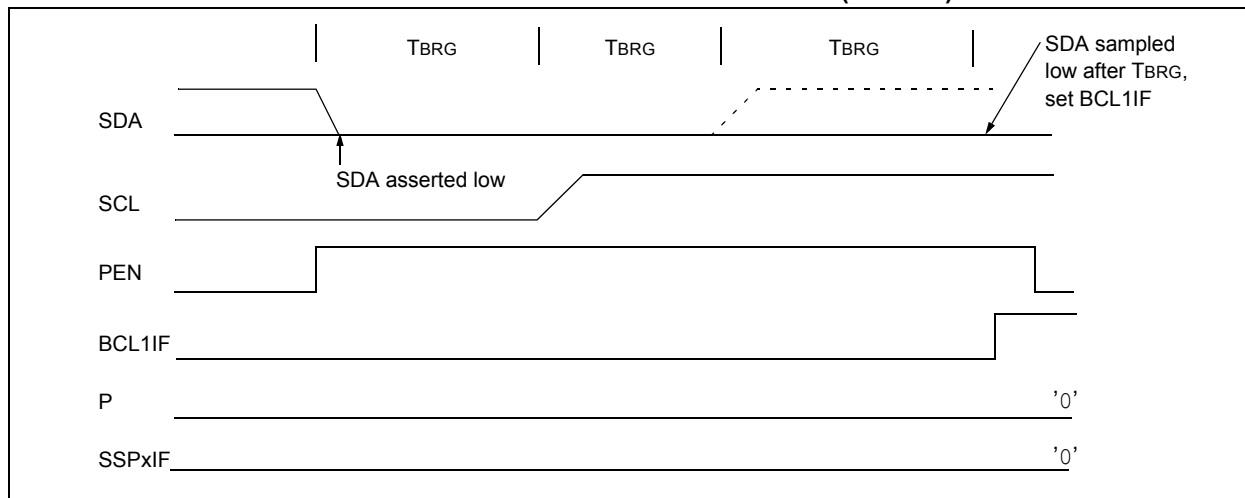 TBRG TBRG TBRG
SDA sampled
low after TBRG,
set BCL1IF
SDA
SDA asserted low
SCL
PEN
BCL1IF
P '0'
SSPxIF '0'